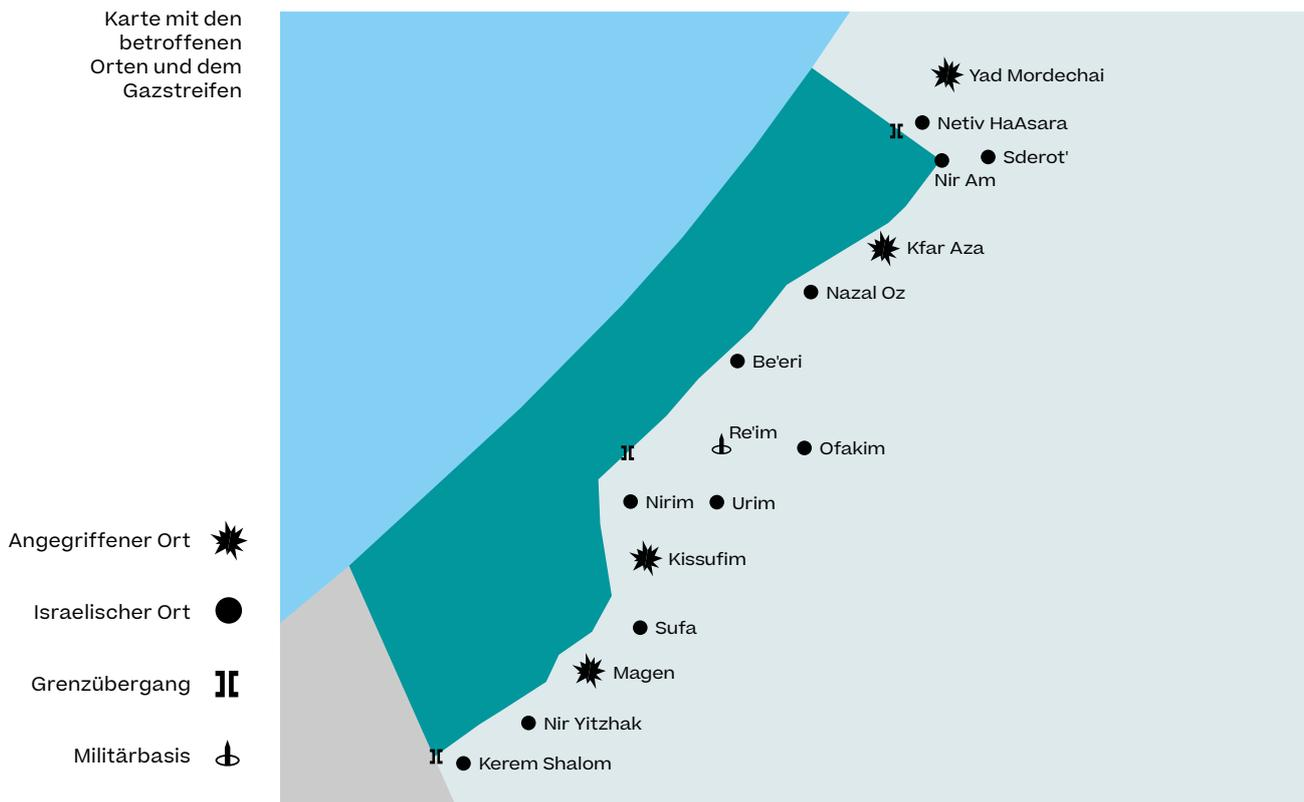 Karte mit den
betroffenen
Orten und dem
Gazstreifen
Yad Mordechai
Netiv HaAsara
Sderot'
Nir Am
Kfar Aza
Nazal Oz
Be'eri
Re'im
Ofakim
Nirim
Urim
Kissufim
Sufa
Magen
Nir Yitzhak
Kerem Shalom
Angegriffener Ort
Israelischer Ort
Grenzübergang
Militärbasis